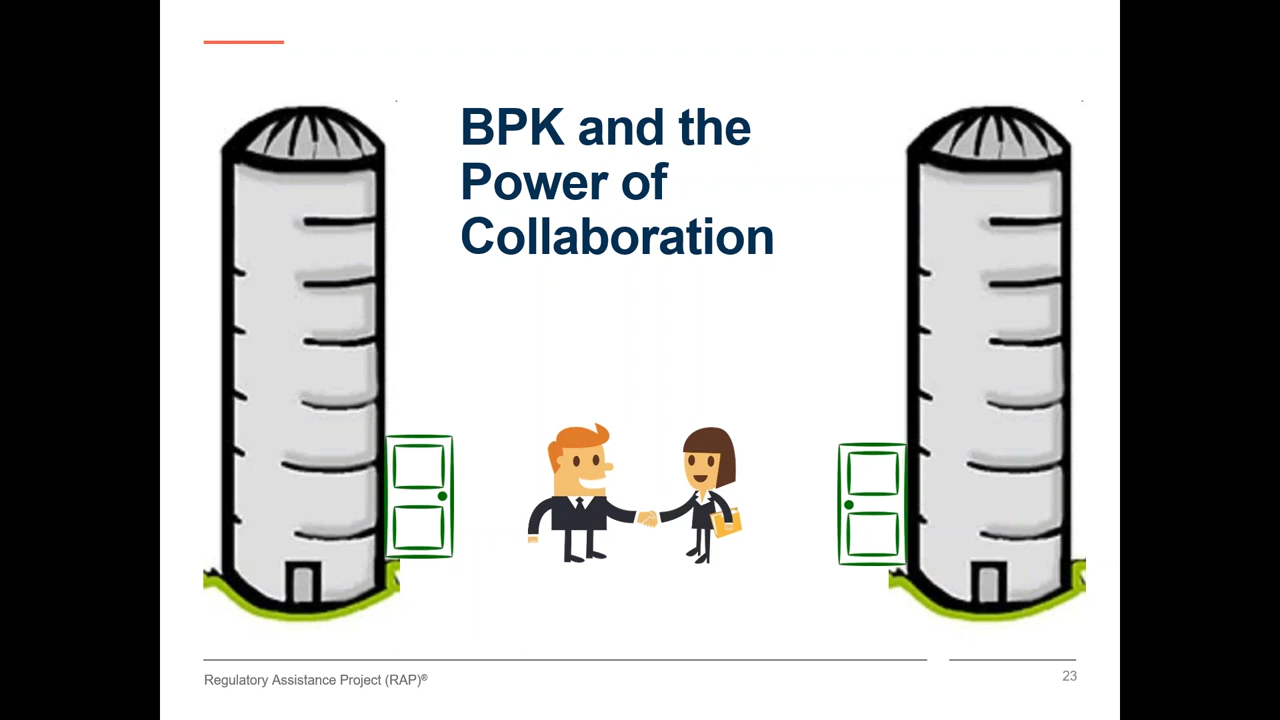 BPK and the
Power of
Collaboration
Regulatory Assistance Project (RAP)®
23